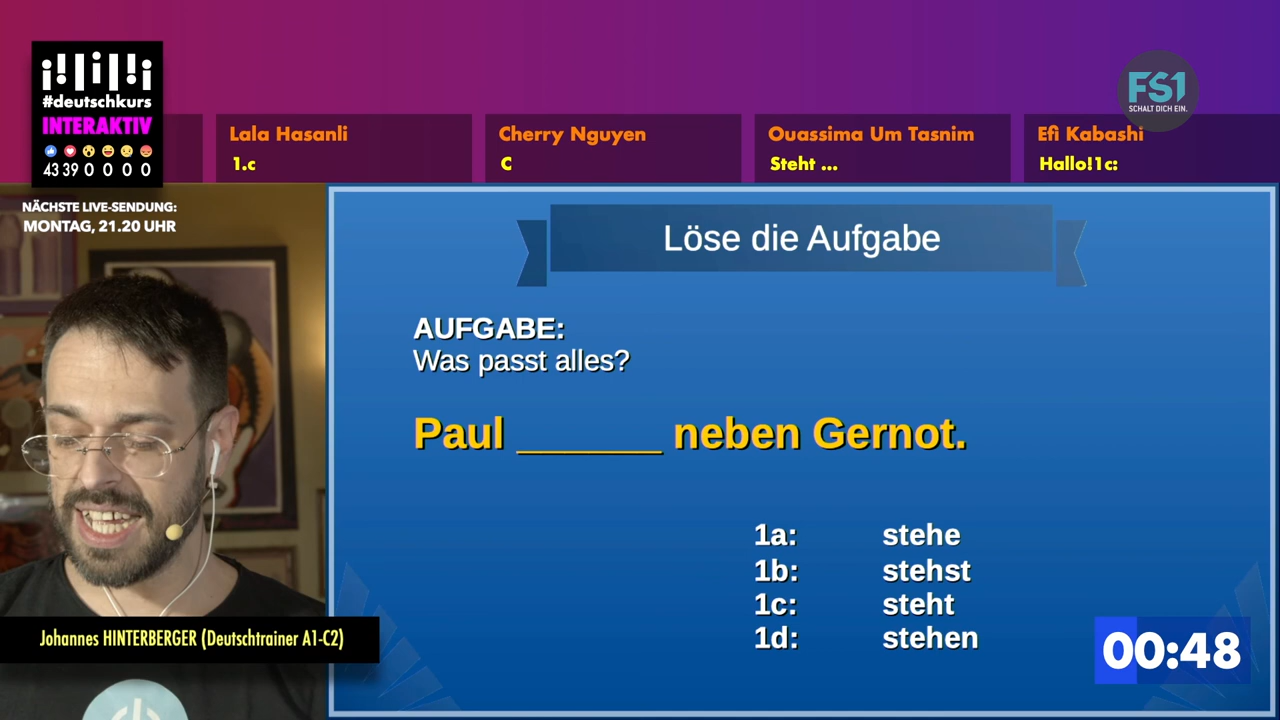 #deutschkurs
INTERAKTIV
43 39 0 0 0 0
NÄCHSTE LIVE-SENDUNG:
MONTAG, 21.20 UHR
Lala Hasanli
1.c
Cherry Nguyen
C
Ouassima Um Tasnim
Steht ...
Efi Kabashi
Hallo!1c:
FS1
SCHALT DICH EIN.
Löse die Aufgabe
AUFGABE:
Was passt alles?
Paul ______ neben Gernot.
1a: stehe
1b: stehst
1c: steht
1d: stehen
00:48
Johannes HINTERBERGER (Deutschtrainer A1-C2)